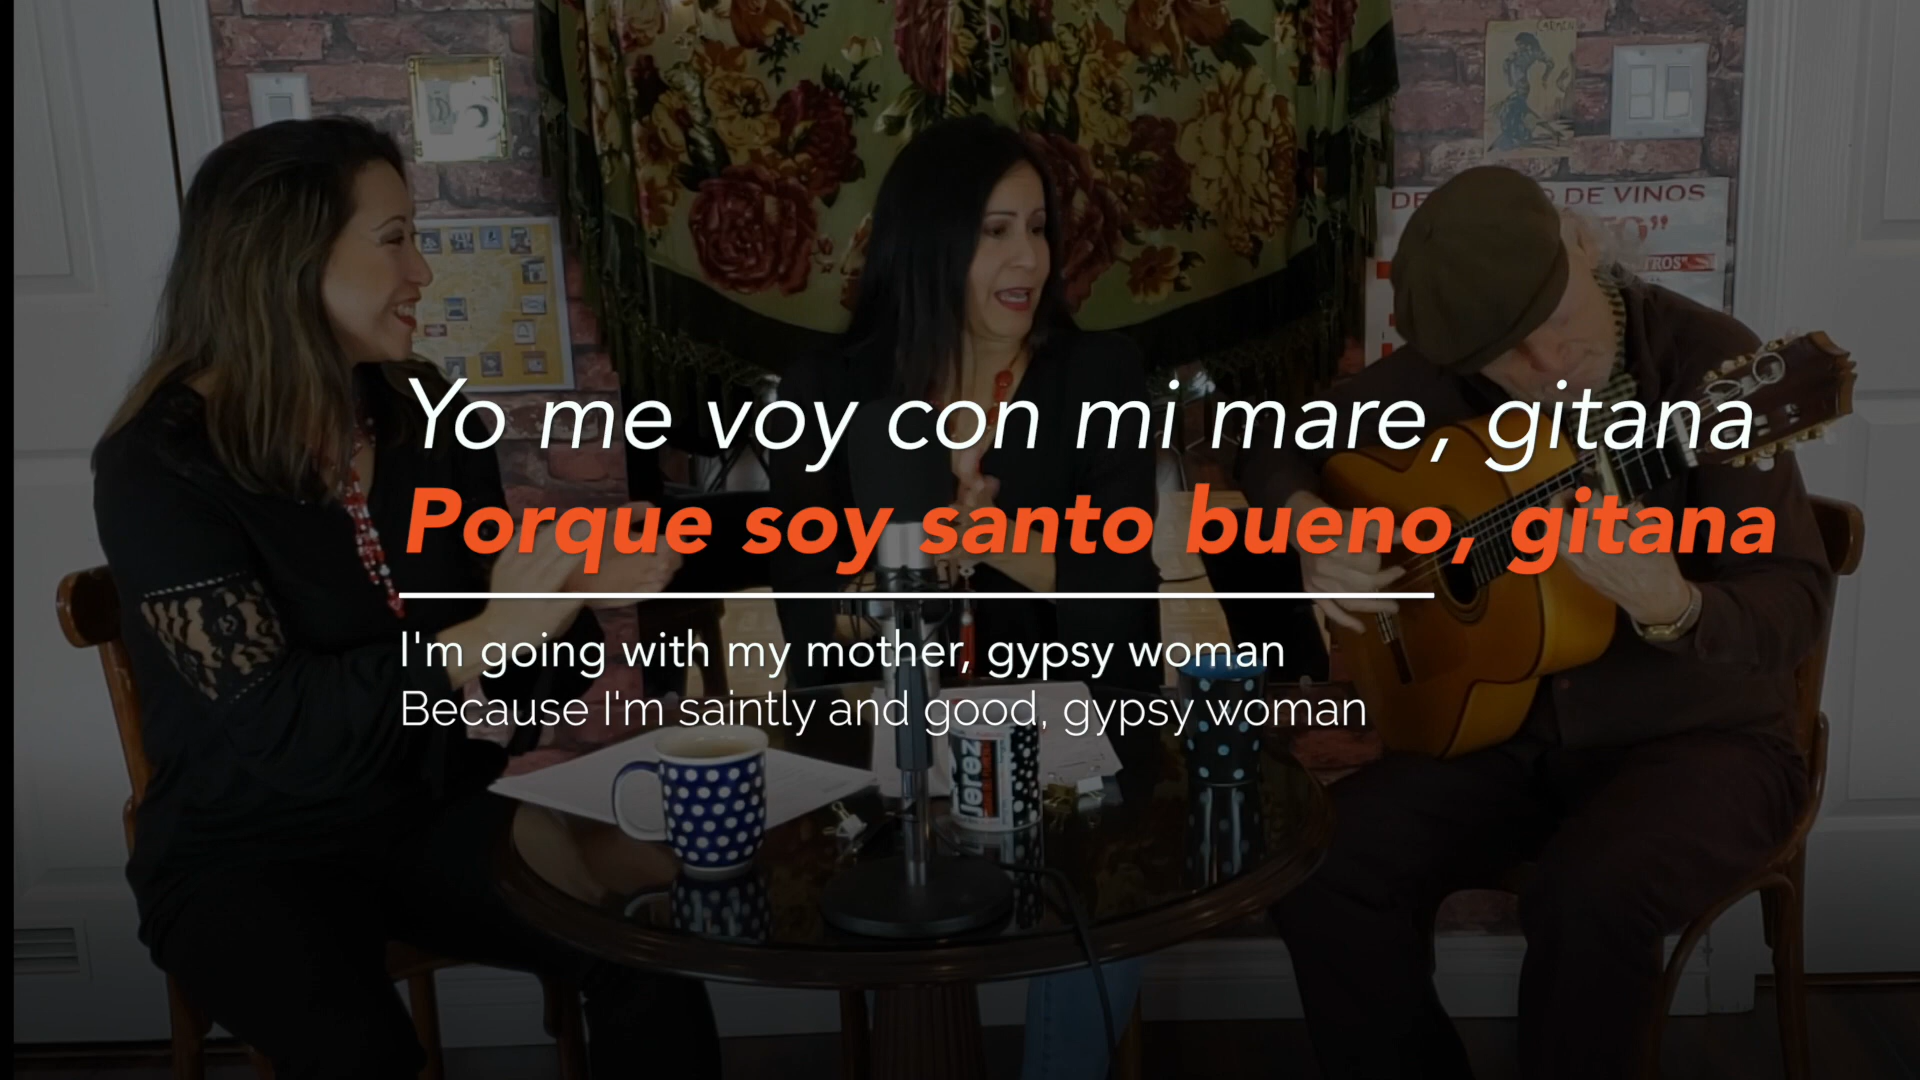 DE VINOS
TROS"
Yo me voy con mi mare, gitana
Porque soy santo bueno, gitana
I'm going with my mother, gypsy woman
Because I'm saintly and good, gypsy woman
Jerez